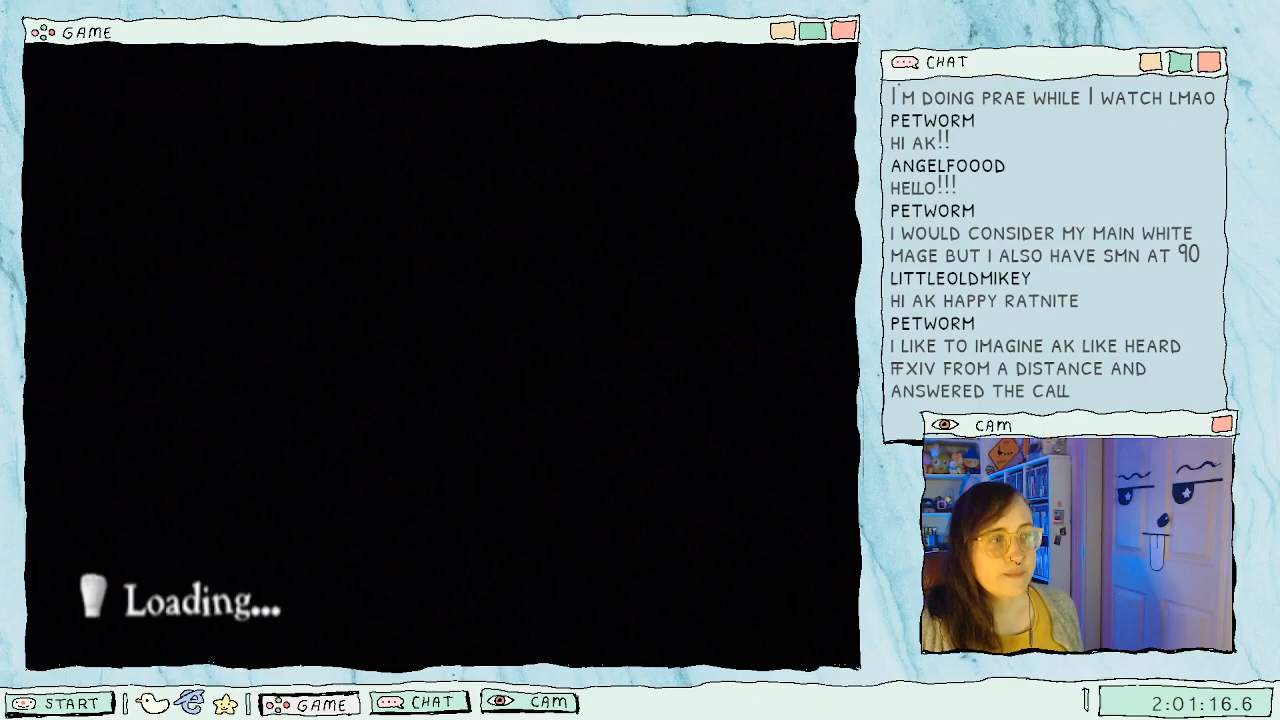 GAME
CHAT
I'M DOING PRAE WHILE I WATCH LMAO
PETWORM
HI AK!!
ANGELFOOOD
HELLO!!!
PETWORM
I WOULD CONSIDER MY MAIN WHITE
MAGE BUT I ALSO HAVE SMN AT 90
LITTLEOLDMIKEY
HI AK HAPPY RATNITE
PETWORM
I LIKE TO IMAGINE AK LIKE HEARD
FFXIV FROM A DISTANCE AND
ANSWERED THE CALL
CAM
Loading...
START
GAME
CHAT
CAM
2:01:16.6